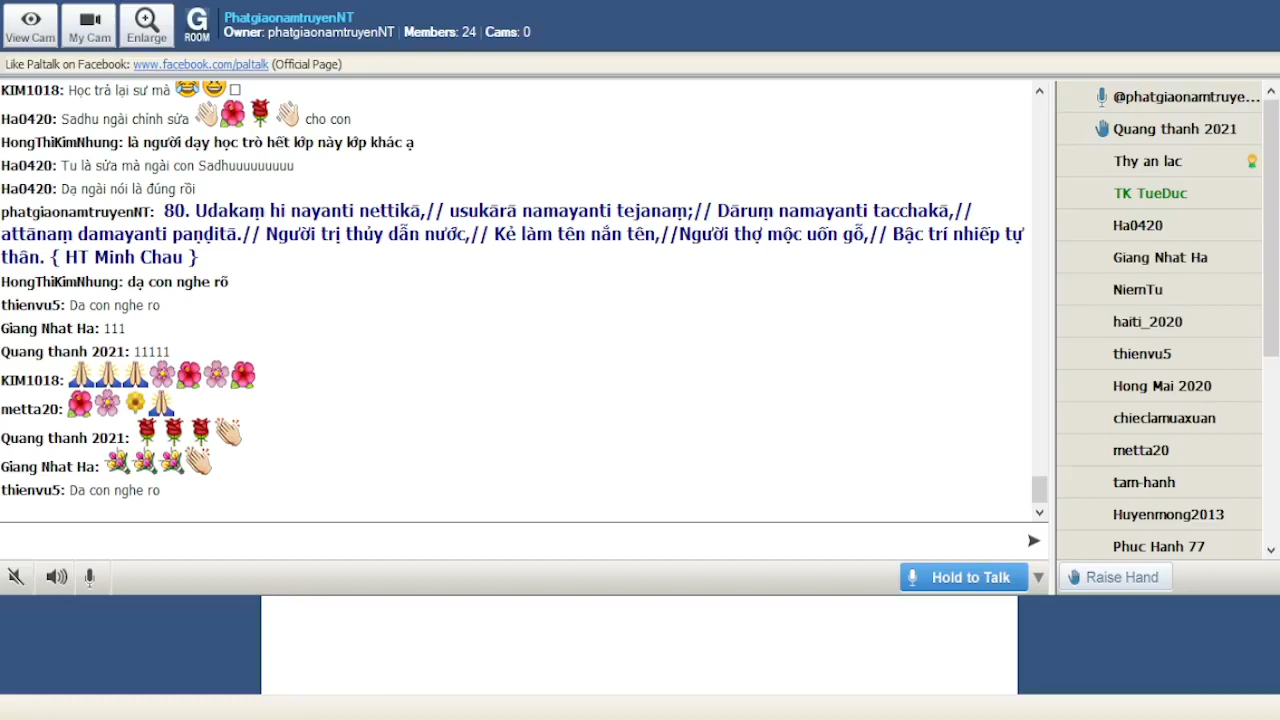 View Cam
My Cam
Enlarge
G
ROOM
PhatgiaonamtruyenNT
Owner: phatgiaonamtruyenNT | Members: 24 | Cams: 0
Like Paltalk on Facebook: www.facebook.com/paltalk (Official Page)
KIM1018: Học trả lại sư mà
Ha0420: Sadhu ngài chỉnh sửa cho con
HongThiKimNhung: là người dạy học trò hết lớp này lớp khác ạ
Ha0420: Tu là sửa mà ngài con Sadhuuuuuuuuu
Ha0420: Dạ ngài nói là đúng rồi
phatgiaonamtruyenNT: 80. Udakaṃ hi nayanti nettikā,// usukārā namayanti tejanaṃ;// Dāruṃ namayanti tacchakā,//
attānaṃ damayanti paṇḍitā.// Người trị thủy dẫn nước,// Kẻ làm tên nắn tên,//Người thợ mộc uốn gỗ,// Bậc trí nhiếp tự
thân. { HT Minh Chau }
HongThiKimNhung: dạ con nghe rõ
thienvu5: Da con nghe ro
Giang Nhat Ha: 111
Quang thanh 2021: 11111
KIM1018:
metta20:
Quang thanh 2021:
Giang Nhat Ha:
thienvu5: Da con nghe ro
Hold to Talk
@phatgiaonamtruye...
Quang thanh 2021
Thy an lac
TK TueDuc
Ha0420
Giang Nhat Ha
NiemTu
haiti_2020
thienvu5
Hong Mai 2020
chieclamuaxuan
metta20
tam-hanh
Huyenmong2013
Phuc Hanh 77
Raise Hand